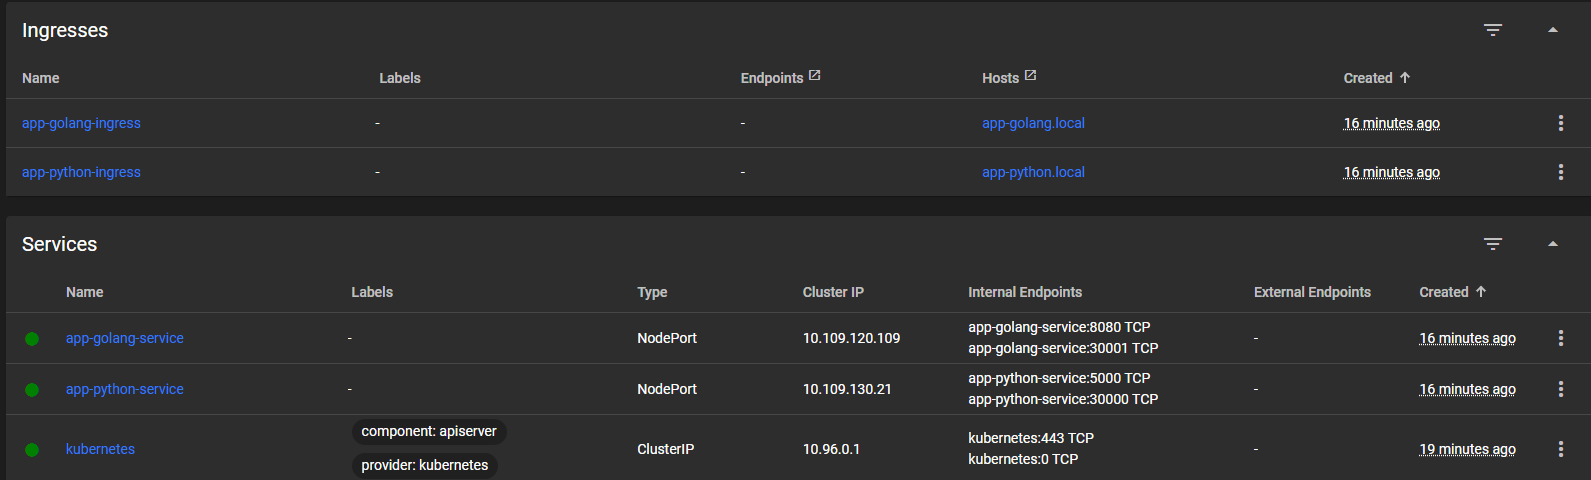 Ingresses
Name Labels Endpoints Hosts Created
app-golang-ingress - - app-golang.local 16 minutes ago
app-python-ingress - - app-python.local 16 minutes ago
Services
Name Labels Type Cluster IP Internal Endpoints External Endpoints Created
app-golang-service - NodePort 10.109.120.109 app-golang-service:8080 TCP - 16 minutes ago
app-golang-service:30001 TCP
app-python-service - NodePort 10.109.130.21 app-python-service:5000 TCP - 16 minutes ago
app-python-service:30000 TCP
kubernetes component: apiserver ClusterIP 10.96.0.1 kubernetes:443 TCP - 19 minutes ago
provider: kubernetes kubernetes:0 TCP